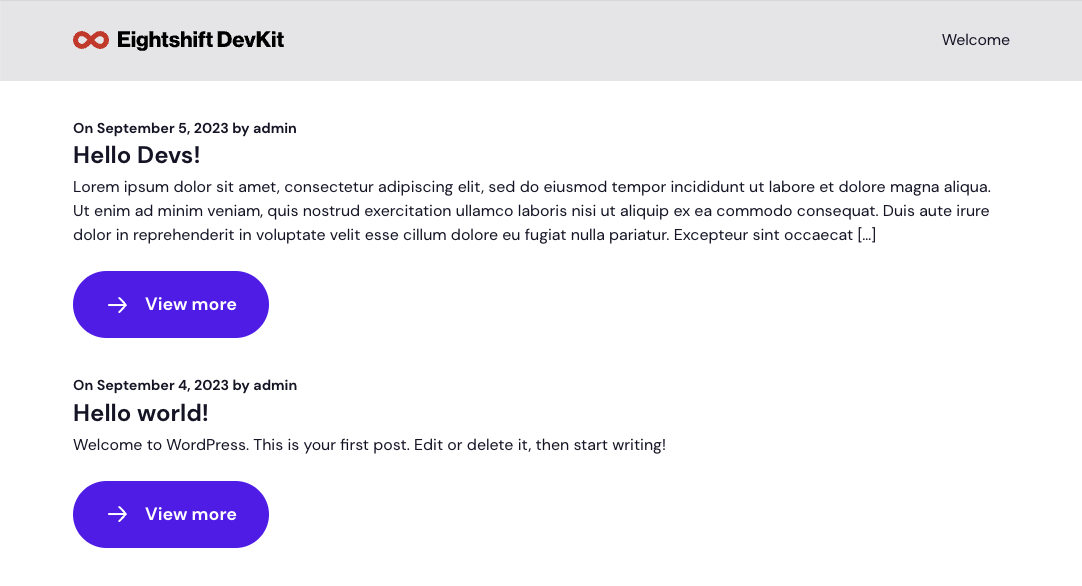 Eightshift DevKit
Welcome
On September 5, 2023 by admin
Hello Devs!
Lorem ipsum dolor sit amet, consectetur adipiscing elit, sed do eiusmod tempor incididunt ut labore et dolore magna aliqua.
Ut enim ad minim veniam, quis nostrud exercitation ullamco laboris nisi ut aliquip ex ea commodo consequat. Duis aute irure
dolor in reprehenderit in voluptate velit esse cillum dolore eu fugiat nulla pariatur. Excepteur sint occaecat [...]
View more
On September 4, 2023 by admin
Hello world!
Welcome to WordPress. This is your first post. Edit or delete it, then start writing!
View more